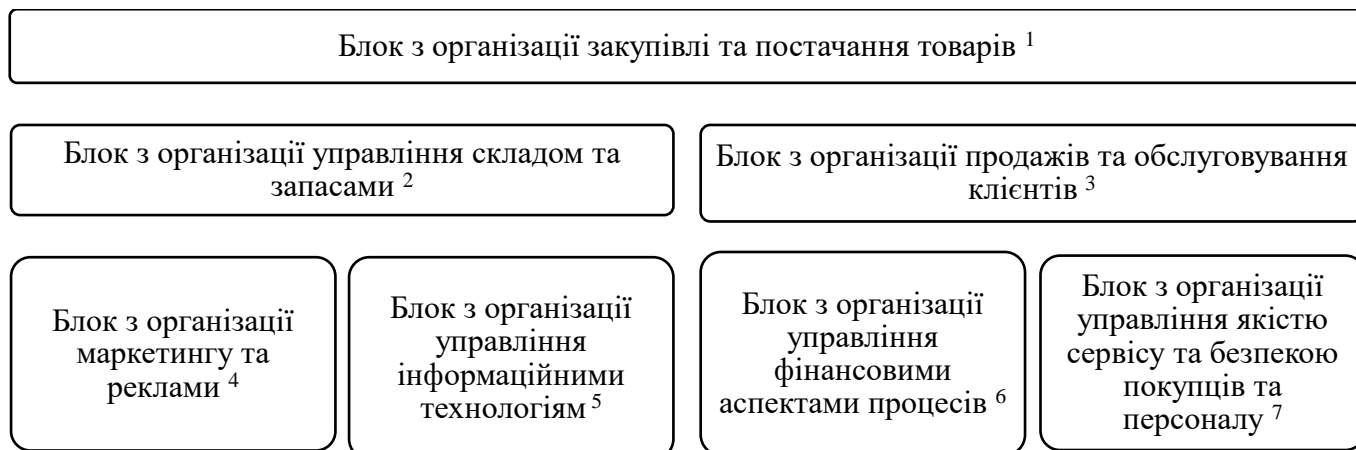 Блок з організації закупівлі та постачання товарів ¹
Блок з організації управління складом та
запасами ²
Блок з організації продажів та обслуговування
клієнтів ³
Блок з організації
маркетингу та
реклами ⁴
Блок з організації
управління
інформаційними
технологіям ⁵
Блок з організації
управління
фінансовими
аспектами процесів ⁶
Блок з організації
управління якістю
сервісу та безпекою
покупців та
персоналу ⁷